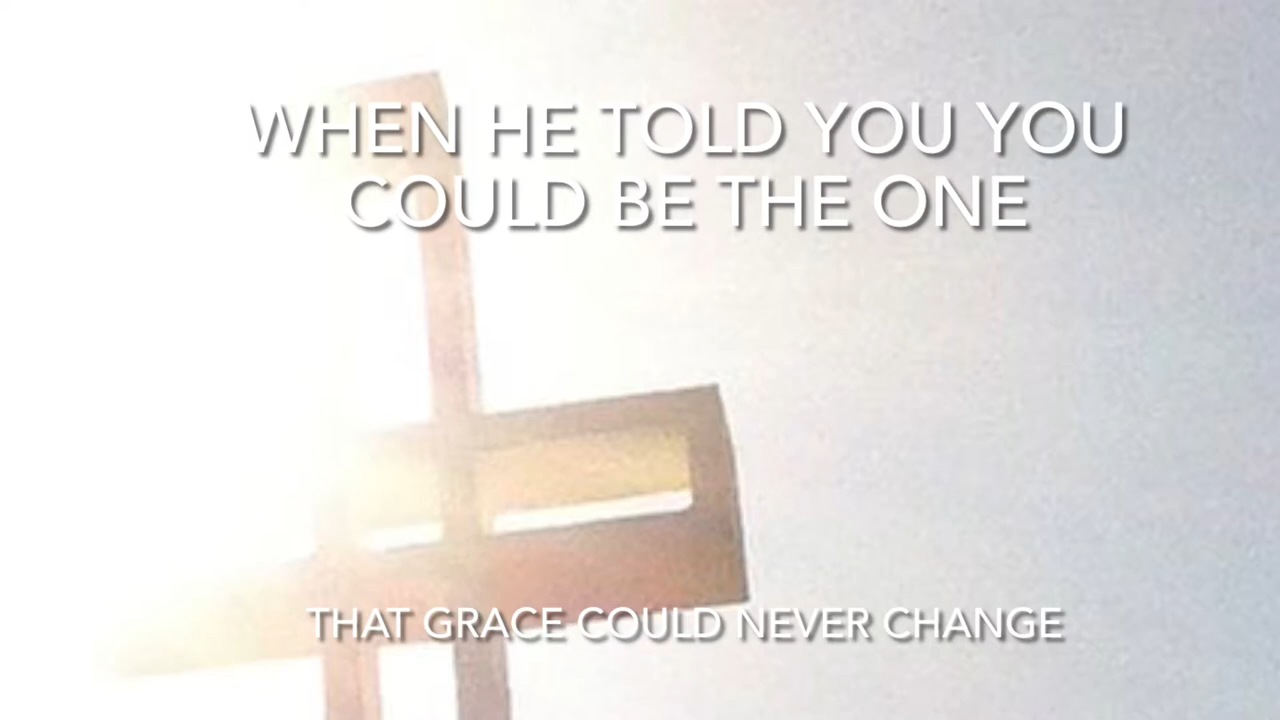 WHEN HE TOLD YOU YOU
COULD BE THE ONE
THAT GRACE COULD NEVER CHANGE